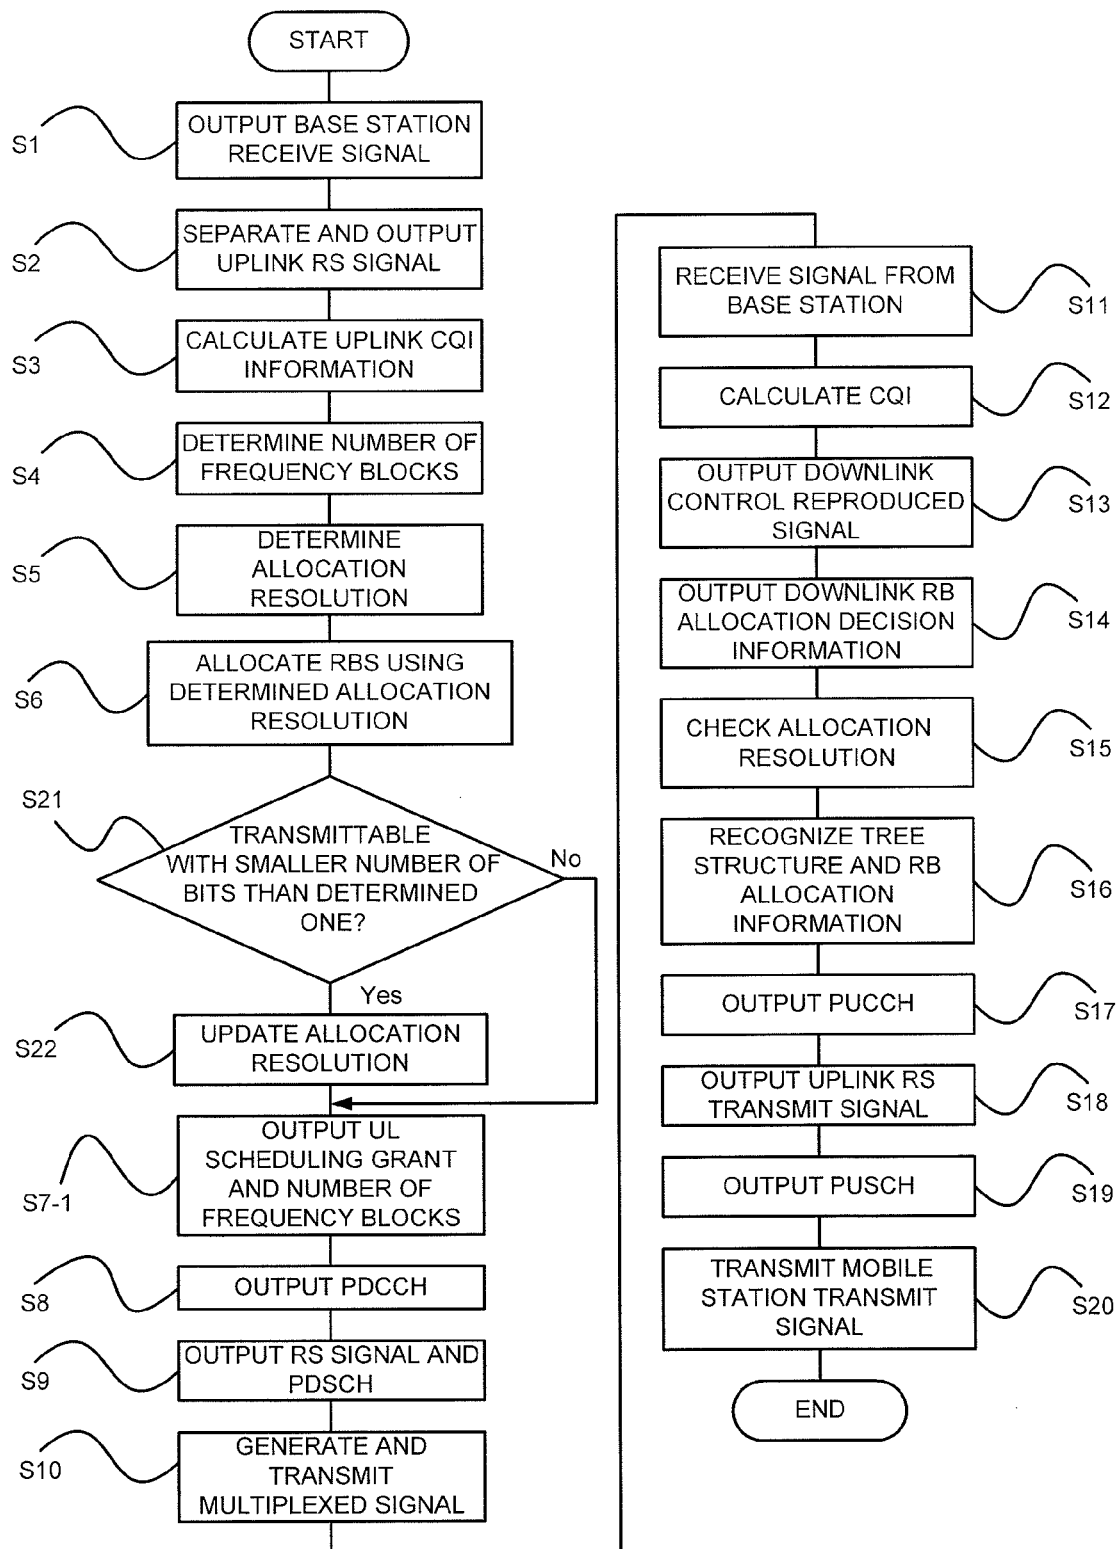 START
S1
OUTPUT BASE STATION
RECEIVE SIGNAL
S2
SEPARATE AND OUTPUT
UPLINK RS SIGNAL
S3
CALCULATE UPLINK CQI
INFORMATION
S4
DETERMINE NUMBER OF
FREQUENCY BLOCKS
S5
DETERMINE
ALLOCATION
RESOLUTION
S6
ALLOCATE RBS USING
DETERMINED ALLOCATION
RESOLUTION
S21
TRANSMITTABLE
WITH SMALLER NUMBER OF
BITS THAN DETERMINED
ONE?
No
Yes
S22
UPDATE ALLOCATION
RESOLUTION
S7-1
OUTPUT UL
SCHEDULING GRANT
AND NUMBER OF
FREQUENCY BLOCKS
S8
OUTPUT PDCCH
S9
OUTPUT RS SIGNAL AND
PDSCH
S10
GENERATE AND
TRANSMIT
MULTIPLEXED SIGNAL
RECEIVE SIGNAL FROM
BASE STATION
S11
CALCULATE CQI
S12
OUTPUT DOWNLINK
CONTROL REPRODUCED
SIGNAL
S13
OUTPUT DOWNLINK RB
ALLOCATION DECISION
INFORMATION
S14
CHECK ALLOCATION
RESOLUTION
S15
RECOGNIZE TREE
STRUCTURE AND RB
ALLOCATION
INFORMATION
S16
OUTPUT PUCCH
S17
OUTPUT UPLINK RS
TRANSMIT SIGNAL
S18
OUTPUT PUSCH
S19
TRANSMIT MOBILE
STATION TRANSMIT
SIGNAL
S20
END